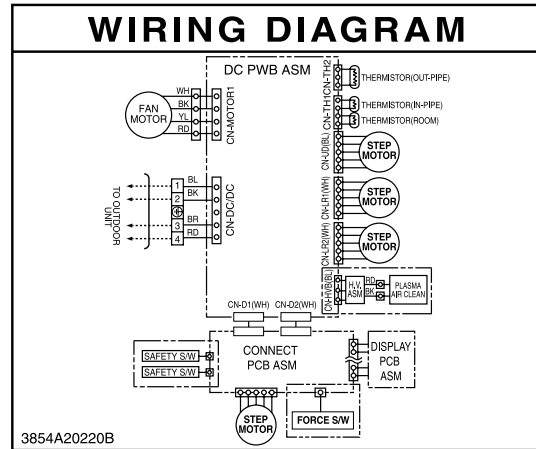 WIRING DIAGRAM
DC PWB ASM
FAN
MOTOR
WH
BK
YL
RD
CN-MOTOR1
CN-TH2
THERMISTOR(OUT-PIPE)
CN-TH1
THERMISTOR(IN-PIPE)
THERMISTOR(ROOM)
CN-UD(BL)
STEP
MOTOR
CN-LR1(WH)
STEP
MOTOR
CN-LR2(WH)
STEP
MOTOR
TO OUTDOOR
UNIT
1
2
3
4
BL
BK
BR
RD
CN-DC/DC
CN-HVB(BL)
H.V.
ASM
RD
BK
PLASMA
AIR CLEAN
CN-D1(WH)
CN-D2(WH)
CONNECT
PCB ASM
SAFETY S/W
SAFETY S/W
DISPLAY
PCB
ASM
STEP
MOTOR
FORCE S/W
3854A20220B